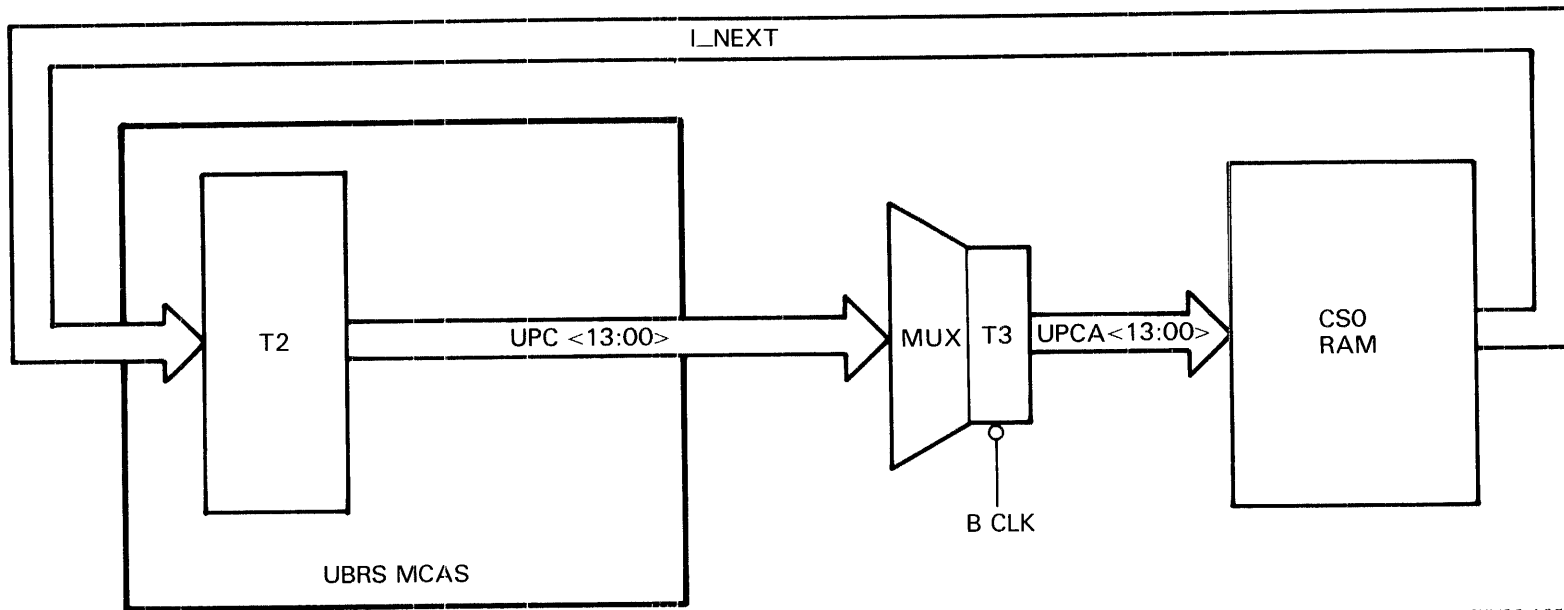 I_NEXT
T2
UPC <13:00>
MUX
T3
UPCA<13:00>
CS0
RAM
B CLK
UBRS MCAS